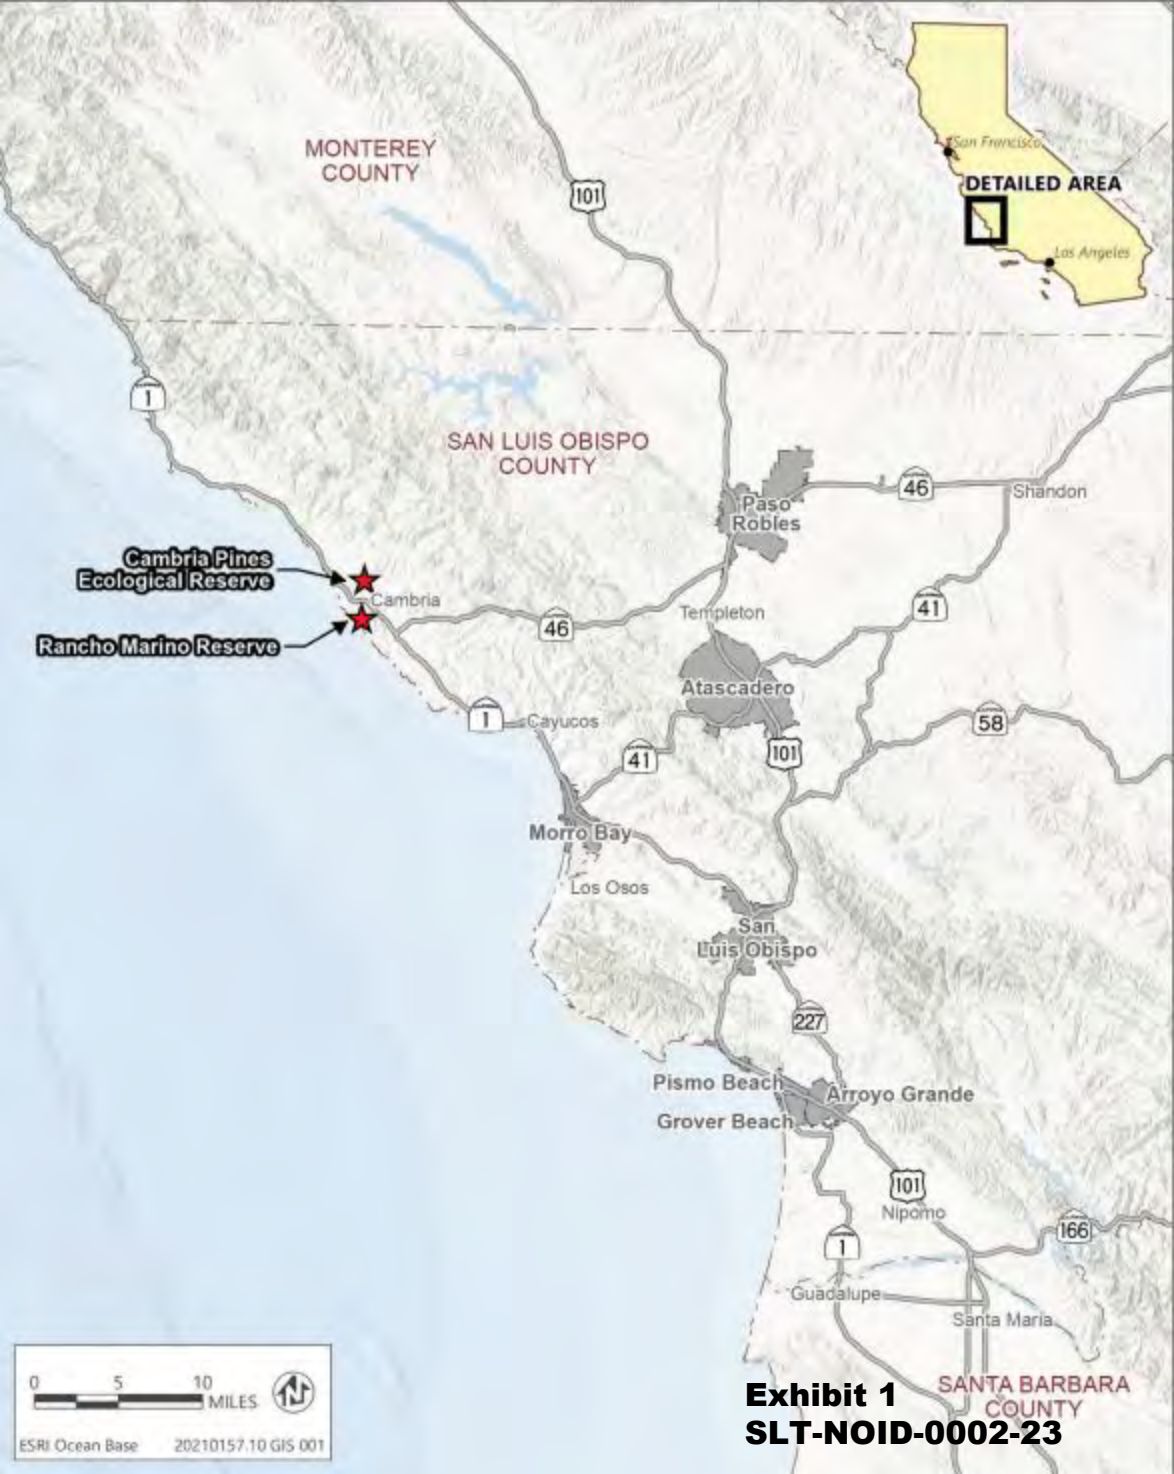 San Francisco
DETAILED AREA
Los Angeles
MONTEREY
COUNTY
101
1
SAN LUIS OBISPO
COUNTY
46
Shandon
Paso
Robles
Cambria Pines
Ecological Reserve
Cambria
Rancho Marino Reserve
46
Templeton
41
Atascadero
1
Cayucos
58
41
101
Morro Bay
Los Osos
San
Luis Obispo
227
Pismo Beach
Arroyo Grande
Grover Beach
101
Nipomo
166
1
Guadalupe
Santa Maria
SANTA BARBARA
COUNTY
Exhibit 1
SLT-NOID-0002-23
0 5 10
MILES
N
ESRI Ocean Base 20210157.10 GIS 001